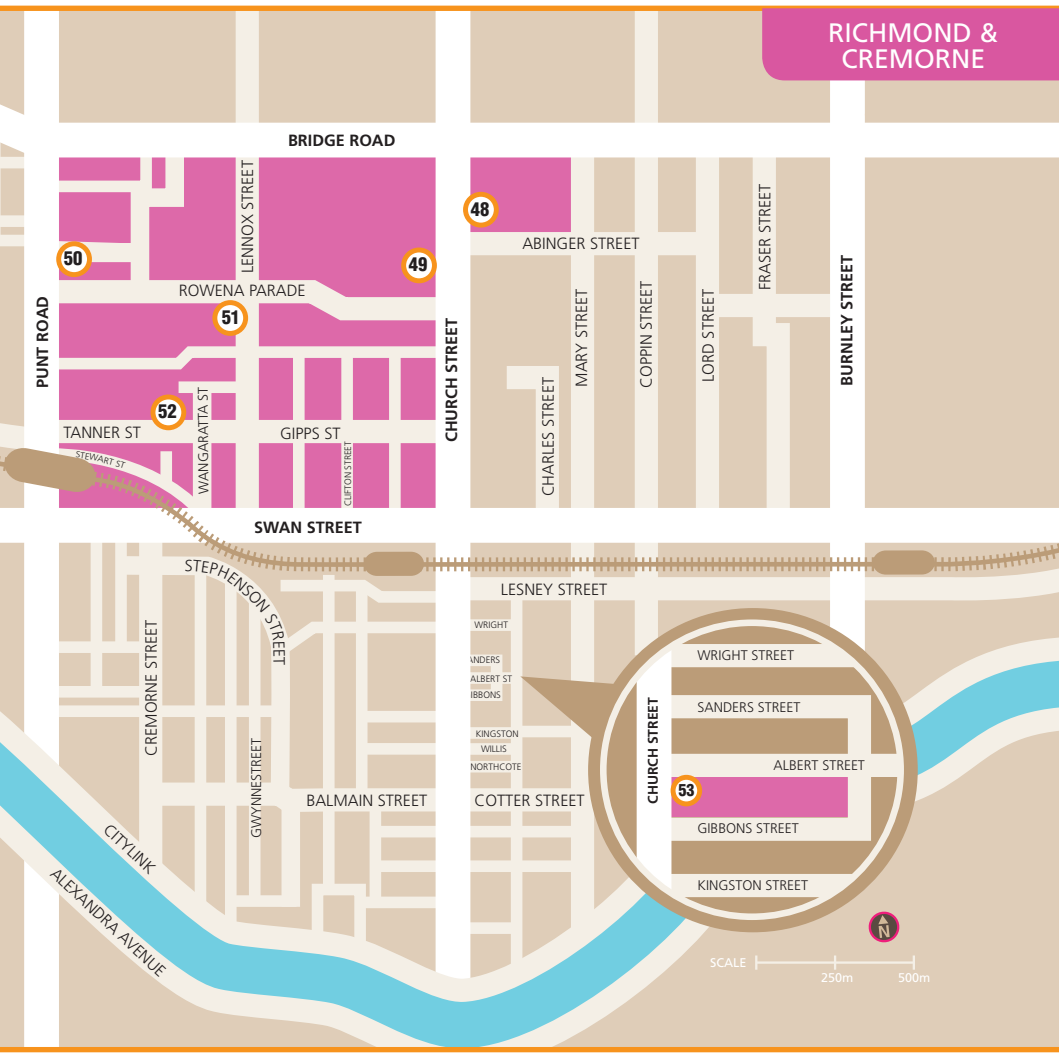 RICHMOND &
CREMORNE
BRIDGE ROAD
LENNOX STREET
FRASER STREET
48
ABINGER STREET
50
49
PUNT ROAD
ROWENA PARADE
51
CHURCH STREET
MARY STREET
COPPIN STREET
LORD STREET
BURNLEY STREET
52
TANNER ST
WANGARATTA ST
GIPPS ST
CLIFTON STREET
CHARLES STREET
STEWART ST
SWAN STREET
STEPHENSON STREET
LESNEY STREET
CREMORNE STREET
WRIGHT
ANDERS
ALBERT ST
IBBONS
KINGSTON
WILLIS
NORTHCOTE
GWYNNESTREET
BALMAIN STREET
COTTER STREET
WRIGHT STREET
SANDERS STREET
CHURCH STREET
ALBERT STREET
53
GIBBONS STREET
KINGSTON STREET
CITYLINK
ALEXANDRA AVENUE
N
SCALE
250m
500m